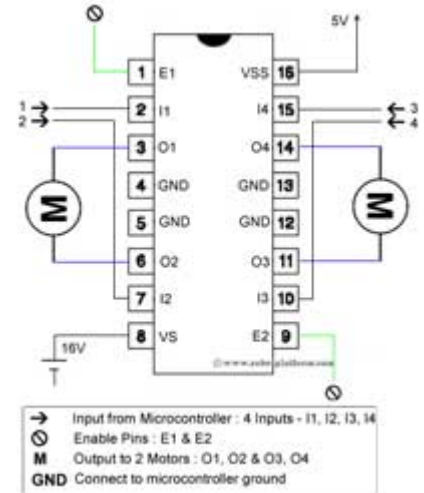 5V
1 E1 VSS 16
1 2 I1 I4 15 3
2 4
3 O1 O4 14
4 GND GND 13
M M
5 GND GND 12
6 O2 O3 11
7 I2 I3 10
16V 8 VS E2 9
Input from Microcontroller : 4 Inputs - I1, I2, I3, I4
Enable Pins : E1 & E2
M Output to 2 Motors : O1, O2 & O3, O4
GND Connect to microcontroller ground